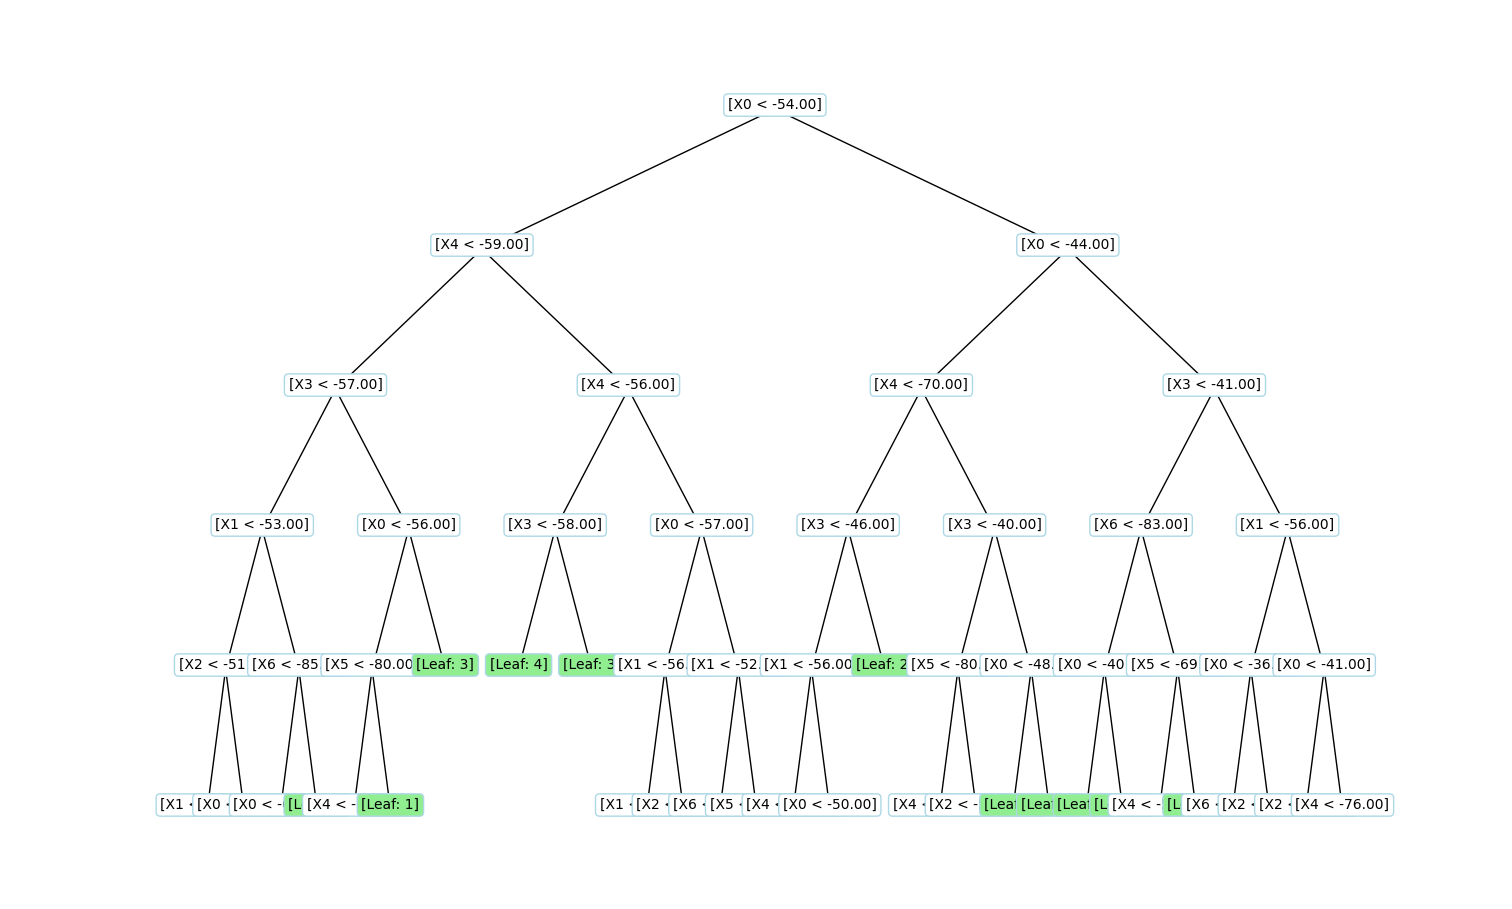 [X0 < -54.00]
[X4 < -59.00] [X0 < -44.00]
[X3 < -57.00] [X4 < -56.00] [X4 < -70.00] [X3 < -41.00]
[X1 < -53.00] [X0 < -56.00] [X3 < -58.00] [X0 < -57.00] [X3 < -46.00] [X3 < -40.00] [X6 < -83.00] [X1 < -56.00]
[X2 < -51 [X6 < -85 [X5 < -80.00 [Leaf: 3] [Leaf: 4] [Leaf: 3 [X1 < -56. [X1 < -52. [X1 < -56.00 [Leaf: 2 [X5 < -80. [X0 < -48. [X0 < -40 [X5 < -69 [X0 < -36. [X0 < -41.00]
[X1 < [X0 [X0 < - [L [X4 < - [Leaf: 1] [X1 [X2 [X6 [X5 [X4 [X0 < -50.00] [X4 [X2 < - [Leaf [Leaf [Leaf [L [X4 < - [L [X6 [X2 [X2 [X4 < -76.00]